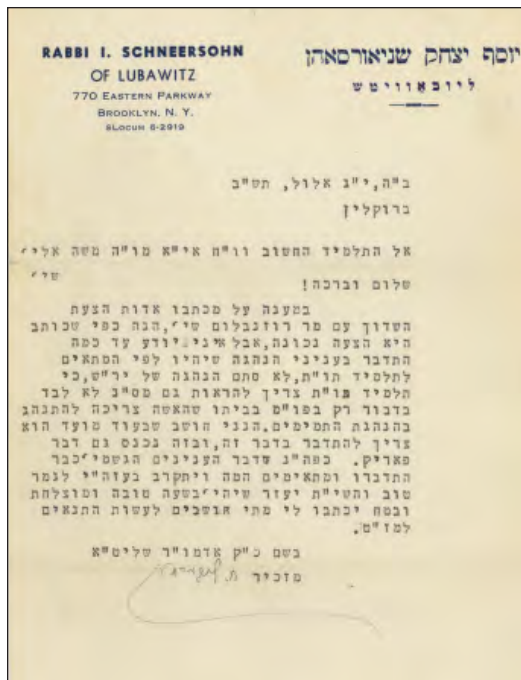 RABBI I. SCHNEERSOHN
OF LUBAWITZ
770 EASTERN PARKWAY
BROOKLYN, N. Y.
SLOCUM 6-2919
יוסף יצחק שניאורסאהן
ליובאוויטש
ב"ה, י"ג אלול, תש"ב
ברוקלין
אל התלמיד החשוב וו"ח אי"א מו"ה משה אלי'
שי'
שלום וברכה!
במענה על מכתבו אדות הצעת
השדוך עם מר רוזנבלום שי', הנה כפי שכותב
היא הצעה נכונה, אבל איני יודע עד כמה
התדבר בעניני הנהגה שיהיו לפי המתאים
לתלמיד תו"ת, לא סתם הנהגה של יר"ש, כי
תלמיד תו"ת צריך להראות גם מס"נ לא לבד
בדבור רק בפו"מ בביתו שהאשה צריכה להתנהג
בהנהגת התמימים. הנני חושב שבעוד מועד הוא
צריך להתדבר בדבר זה, ובזה נכנס גם דבר
פאריק. כפה"נ שדבר הענינים הגשמי' כבר
התדברו ומתאימים המה ויתקרב בעזה"י לגמר
טוב והשי"ת יעזר שיהי' בשעה טובה ומוצלחת
ובטח יכתבו לי מתי חושבים לעשות התנאים
למז"ט.
בשם כ"ק אדמו"ר שליט"א
מזכיר